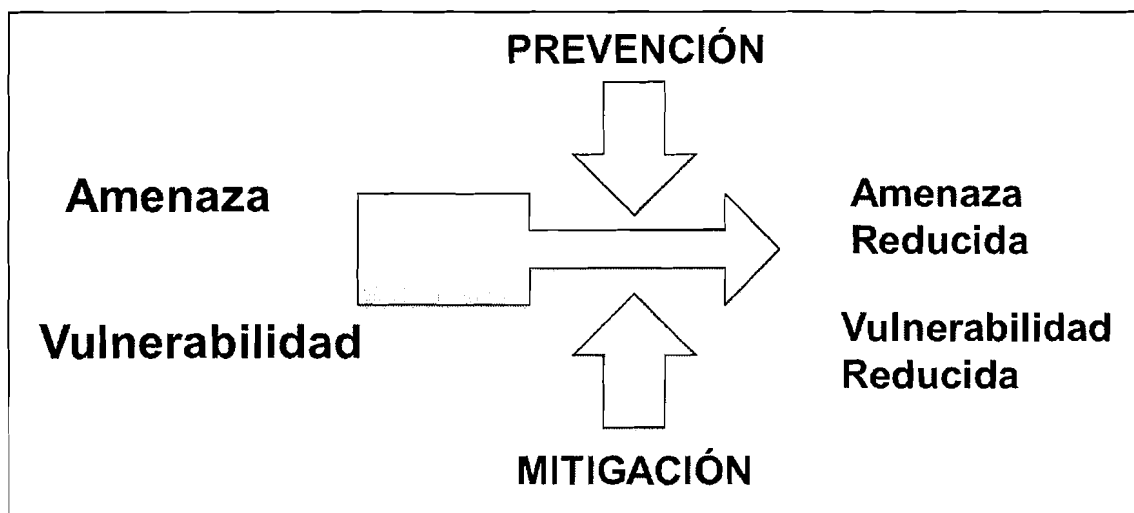 PREVENCIÓN
Amenaza
Vulnerabilidad
Amenaza
Reducida
Vulnerabilidad
Reducida
MITIGACIÓN